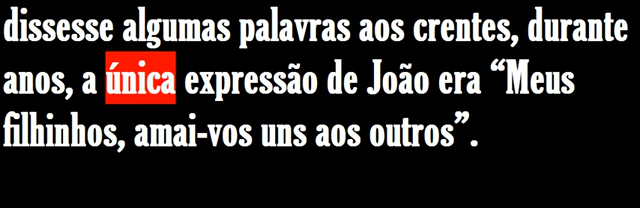 dissesse algumas palavras aos crentes, durante
anos, a única expressão de João era “Meus
filhinhos, amai-vos uns aos outros”.